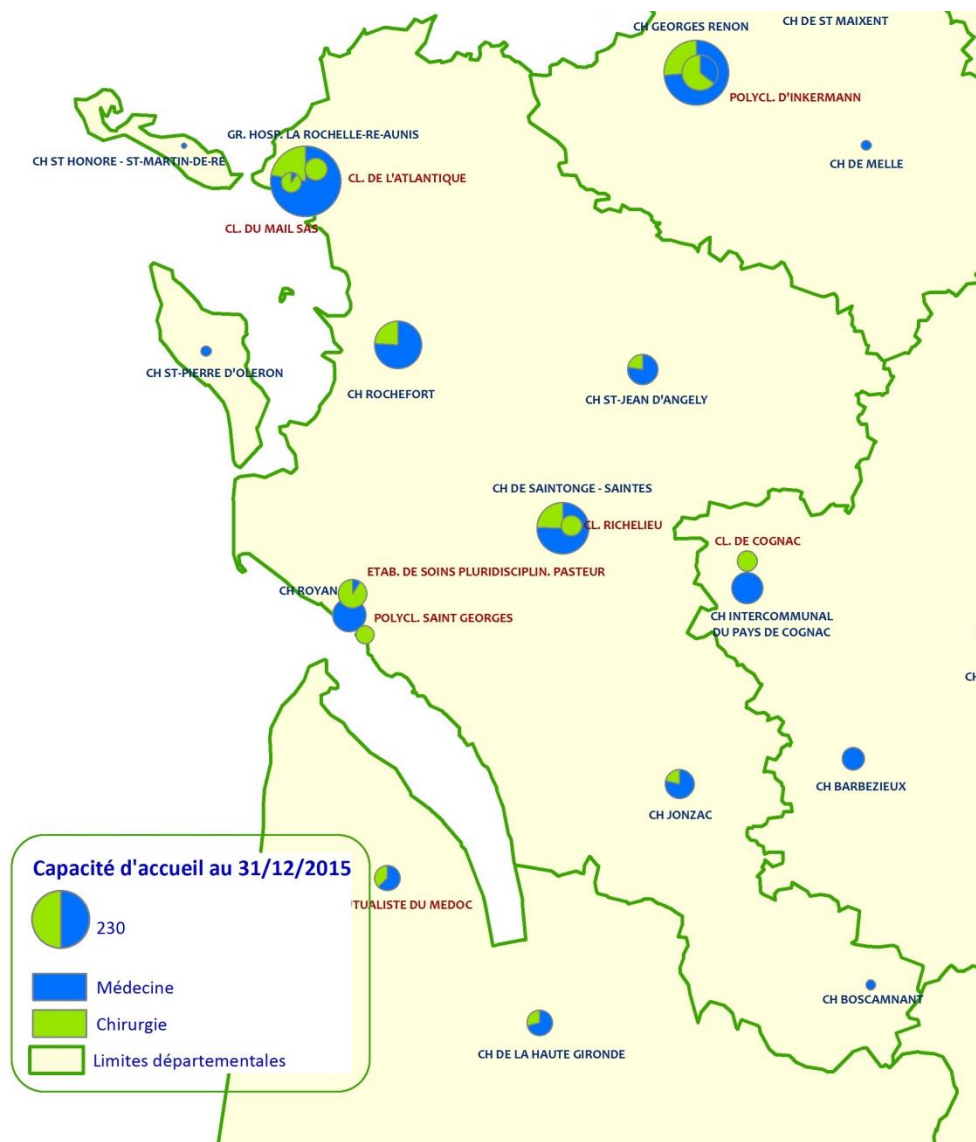 CH DE ST MAIXENT
CH GEORGES RENON
POLYCL. D'INKERMANN
GR. HOSP. LA ROCHELLE-RE-AUNIS
CH ST HONORE - ST-MARTIN-DE-RE
CH DE MELLE
CL. DE L'ATLANTIQUE
CL. DU MAIL SAS
CH ST-PIERRE D'OLERON
CH ROCHEFORT
CH ST-JEAN D'ANGELY
CH DE SAINTONGE - SAINTES
CL. RICHELIEU
CL. DE COGNAC
ETAB. DE SOINS PLURIDISCIPLIN. PASTEUR
CH ROYAN
POLYCL. SAINT GEORGES
CH INTERCOMMUNAL
DU PAYS DE COGNAC
CH
CH BARBEZIEUX
CH JONZAC
Capacité d'accueil au 31/12/2015
230
Médecine
Chirurgie
Limites départementales
UTUALISTE DU MEDOC
CH BOSCAMNANT
CH DE LA HAUTE GIRONDE